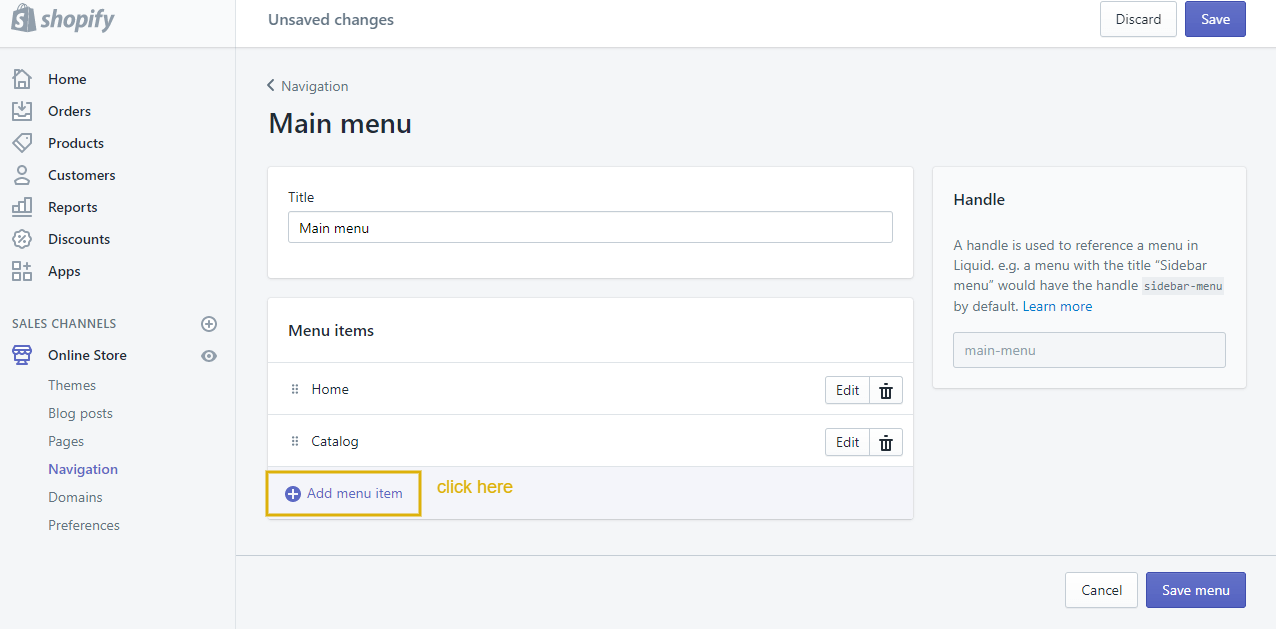 shopify
Unsaved changes
Discard
Save
Home
Orders
Products
Customers
Reports
Discounts
Apps
SALES CHANNELS
Online Store
Themes
Blog posts
Pages
Navigation
Domains
Preferences
Navigation
Main menu
Title
Main menu
Menu items
Home
Edit
Catalog
Edit
Add menu item
click here
Handle
A handle is used to reference a menu in
Liquid. e.g. a menu with the title “Sidebar
menu” would have the handle sidebar-menu
by default. Learn more
main-menu
Cancel
Save menu